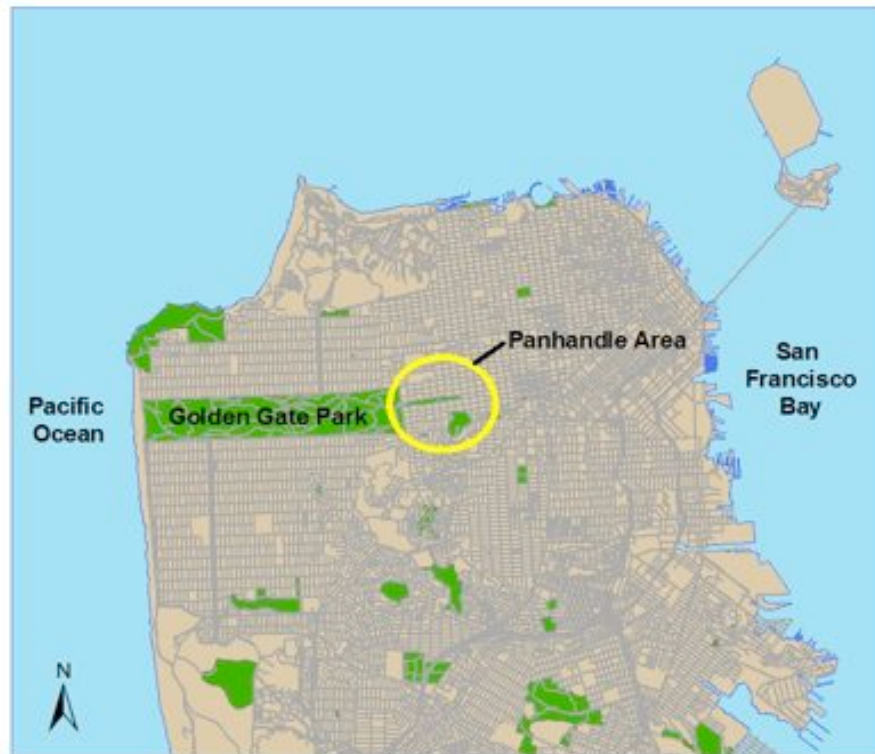 Panhandle Area
San
Francisco
Bay
Pacific
Ocean
Golden Gate Park
N